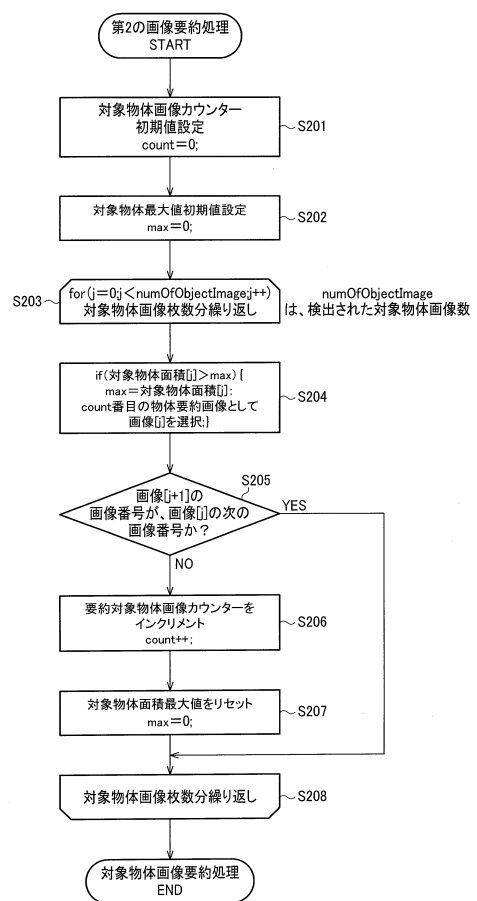 第2の画像要約処理
START
対象物体画像カウンター
初期値設定
count=0;
S201
対象物体最大値初期値設定
max=0;
S202
S203
for(j=0;j<numOfObjectImage;j++)
対象物体画像枚数分繰り返し
numOfObjectImage
は、検出された対象物体画像数
if(対象物体面積[j]>max){
max=対象物体面積[j]:
count番目の物体要約画像として
画像[j]を選択;}
S204
S205
画像[j+1]の
画像番号が、画像[j]の次の
画像番号か?
YES
NO
要約対象物体画像カウンターを
インクリメント
count++;
S206
対象物体面積最大値をリセット
max=0;
S207
対象物体画像枚数分繰り返し
S208
対象物体画像要約処理
END